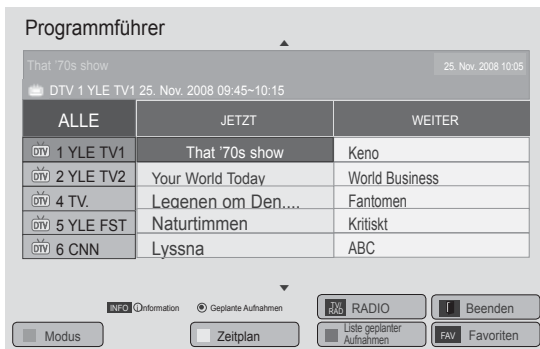 Programmführer
That '70s show 25. Nov. 2008 10:05
DTV 1 YLE TV1 25. Nov. 2008 09:45~10:15
ALLE JETZT WEITER
DTV 1 YLE TV1 That '70s show Keno
DTV 2 YLE TV2 Your World Today World Business
DTV 4 TV. Legenen om Den.... Fantomen
DTV 5 YLE FST Naturtimmen Kritiskt
DTV 6 CNN Lyssna ABC
INFO ⓘnformation Geplante Aufnahmen TV/RAD RADIO Beenden
Modus Zeitplan Liste geplanter Aufnahmen FAV Favoriten